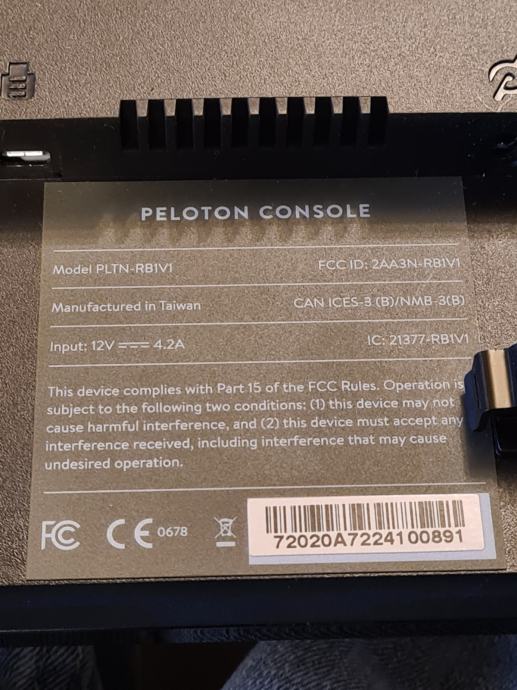 PELOTON CONSOLE
Model PLTN-RB1V1 FCC ID: 2AA3N-RB1V1
Manufactured in Taiwan CAN ICES-3 (B)/NMB-3(B)
Input: 12V ⎓ 4.2A IC: 21377-RB1V1
This device complies with Part 15 of the FCC Rules. Operation is
subject to the following two conditions: (1) this device may not
cause harmful interference, and (2) this device must accept any
interference received, including interference that may cause
undesired operation.
FC CE 0678
72020A7224100891